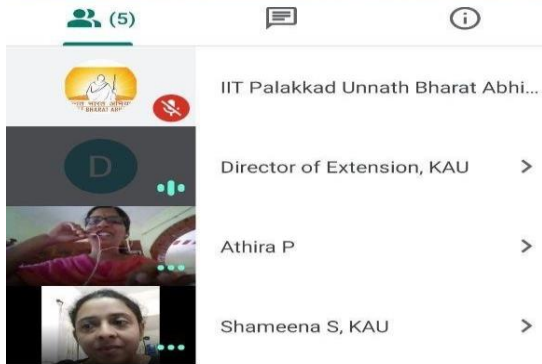 (5)
IIT Palakkad Unnath Bharat Abhi...
D
Director of Extension, KAU
Athira P
Shameena S, KAU